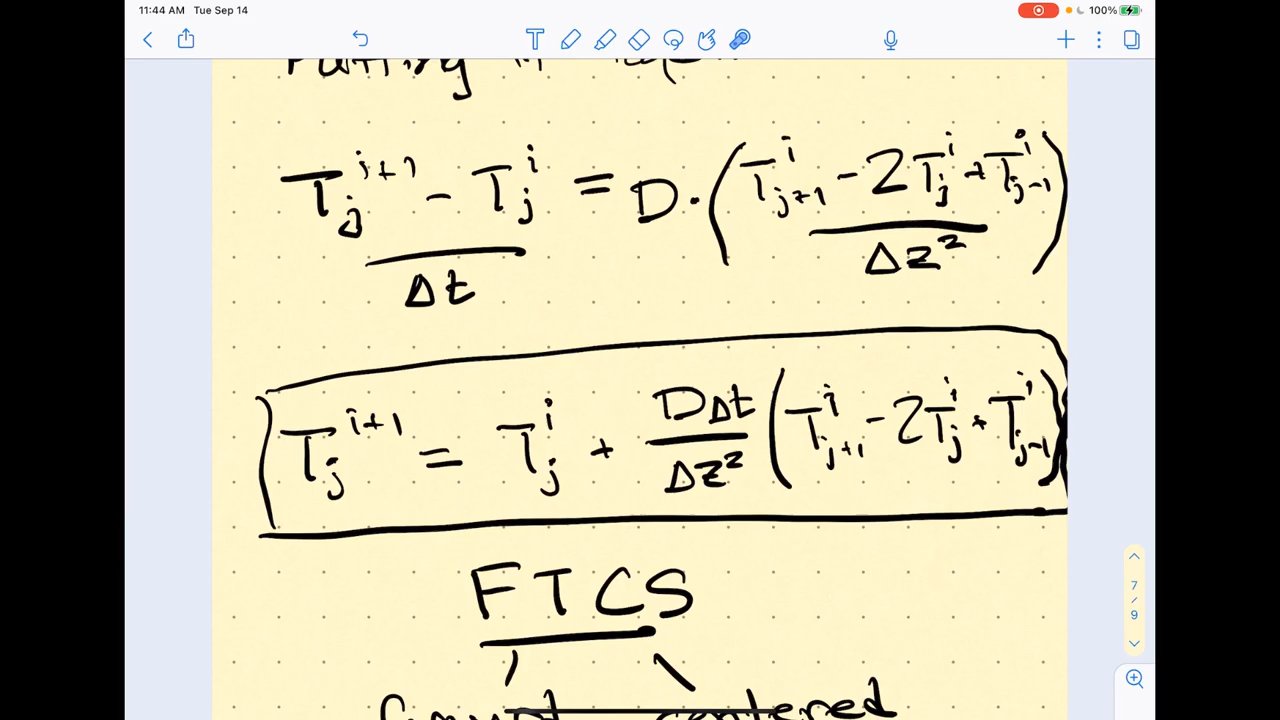 11:44 AM Tue Sep 14 100%
T_j^{i+1} - T_j^i / Δt = D · (T_{j+1}^i - 2T_j^i + T_{j-1}^i / Δz²)
T_j^{i+1} = T_j^i + DΔt / Δz² (T_{j+1}^i - 2T_j^i + T_{j-1}^i)
FTCS
centered
7 / 9